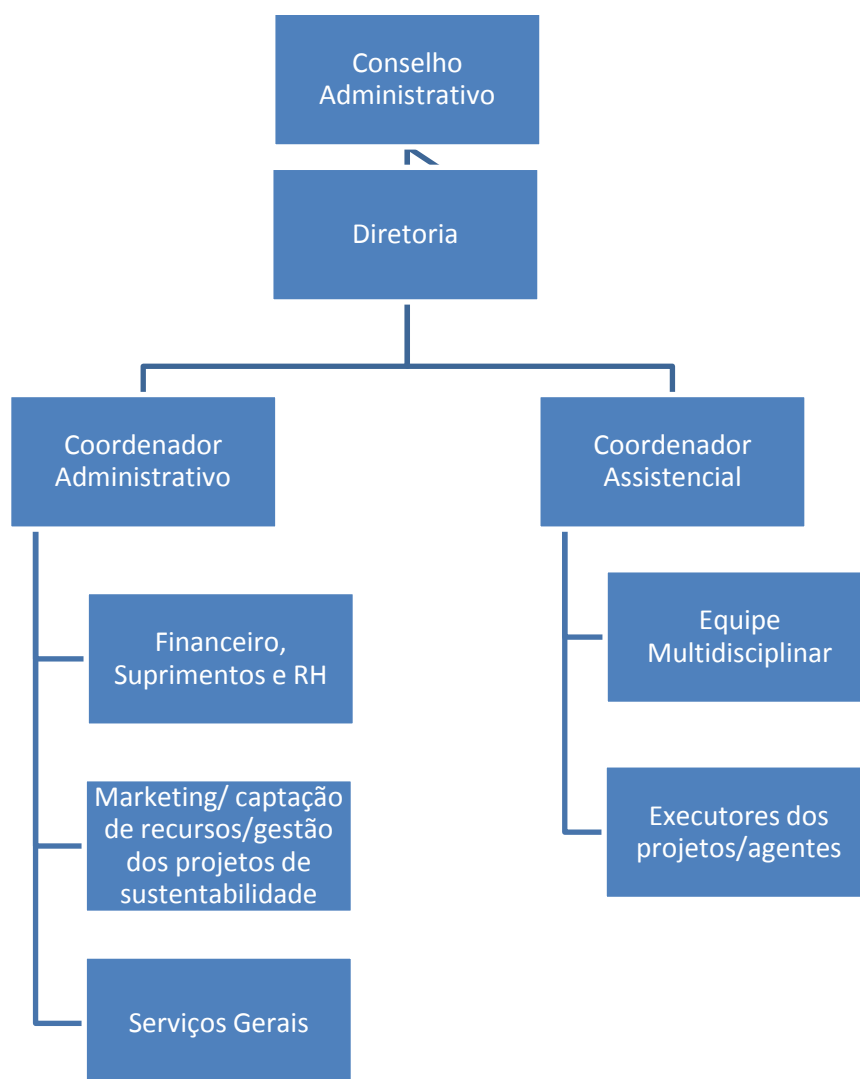 Conselho
Administrativo
Diretoria
Coordenador
Administrativo
Coordenador
Assistencial
Financeiro,
Suprimentos e RH
Equipe
Multidisciplinar
Marketing/ captação
de recursos/gestão
dos projetos de
sustentabilidade
Executores dos
projetos/agentes
Serviços Gerais